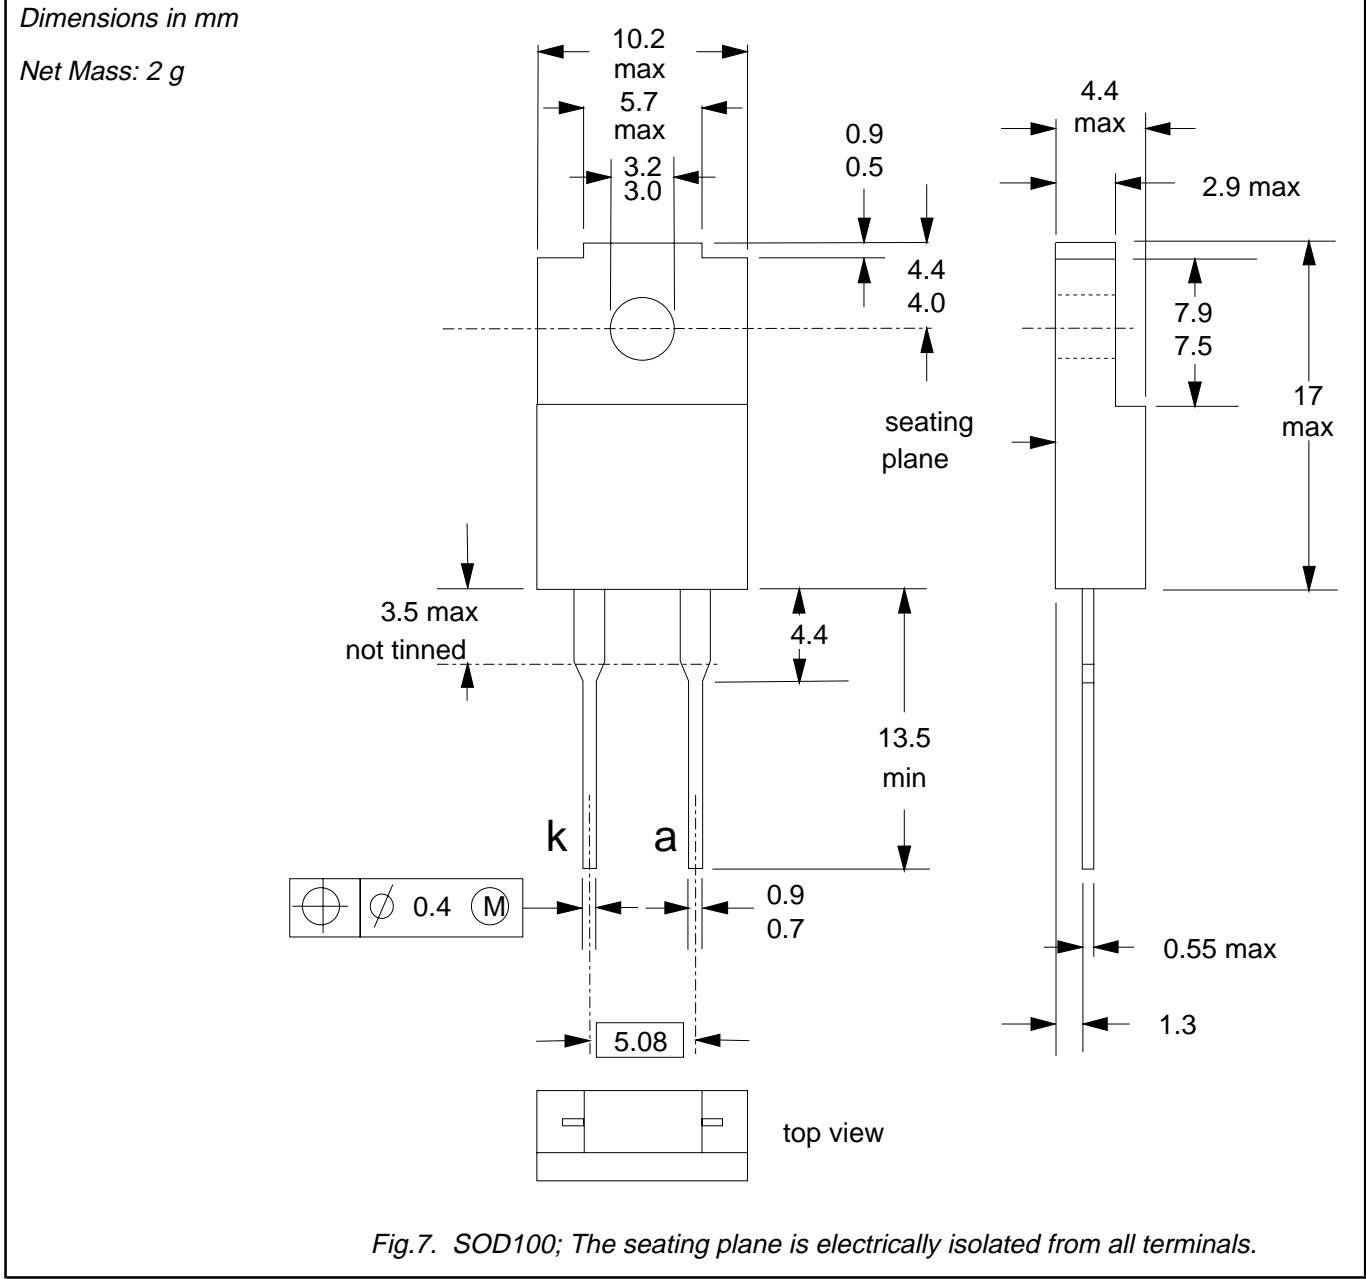 Dimensions in mm
Net Mass: 2 g
10.2
max
5.7
max
3.2
3.0
0.9
0.5
4.4
4.0
4.4
max
2.9 max
7.9
7.5
17
max
seating
plane
3.5 max
not tinned
4.4
13.5
min
k
a
⌀ 0.4 Ⓜ
0.9
0.7
0.55 max
5.08
1.3
top view
Fig.7. SOD100; The seating plane is electrically isolated from all terminals.